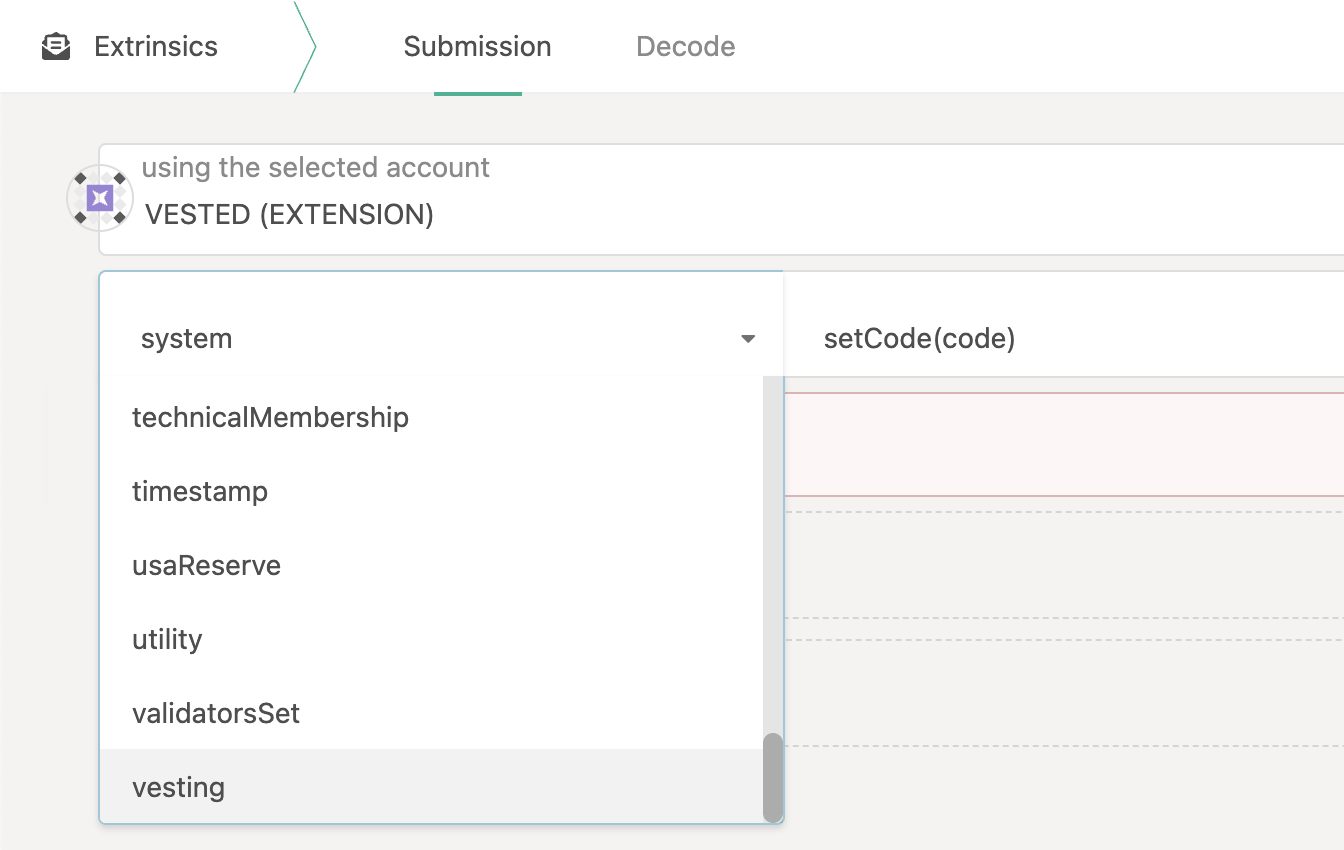 Extrinsics
Submission
Decode
using the selected account
VESTED (EXTENSION)
system
setCode(code)
technicalMembership
timestamp
usaReserve
utility
validatorsSet
vesting